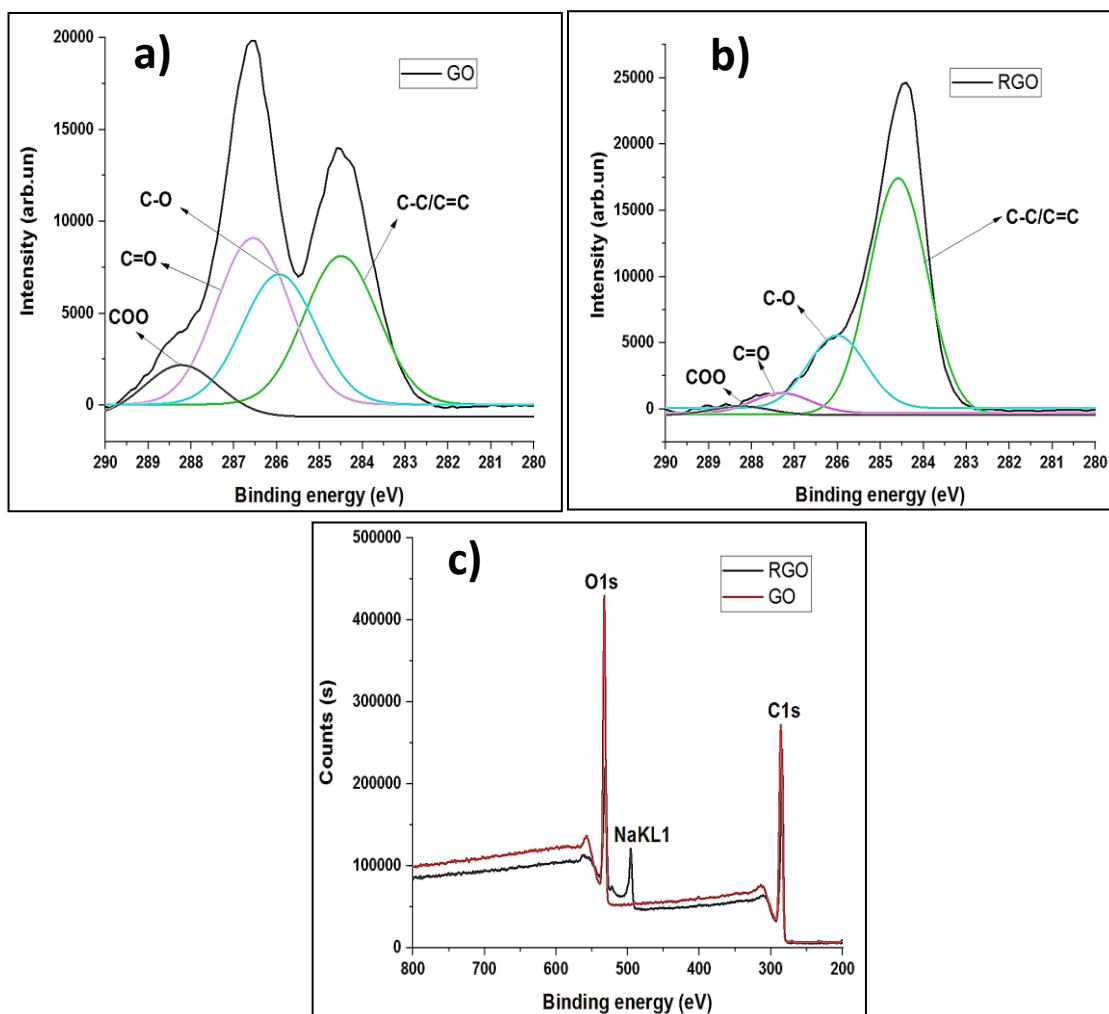 a)
GO
20000
15000
10000
5000
0
Intensity (arb.un)
C-O
C=O
COO
C-C/C=C
290 289 288 287 286 285 284 283 282 281 280
Binding energy (eV)
b)
RGO
25000
20000
15000
10000
5000
0
Intensity (arb.un)
C-C/C=C
C-O
C=O
COO
290 289 288 287 286 285 284 283 282 281 280
Binding energy (eV)
c)
RGO
GO
500000
400000
300000
200000
100000
0
Counts (s)
O1s
C1s
NaKL1
800 700 600 500 400 300 200
Binding energy (eV)